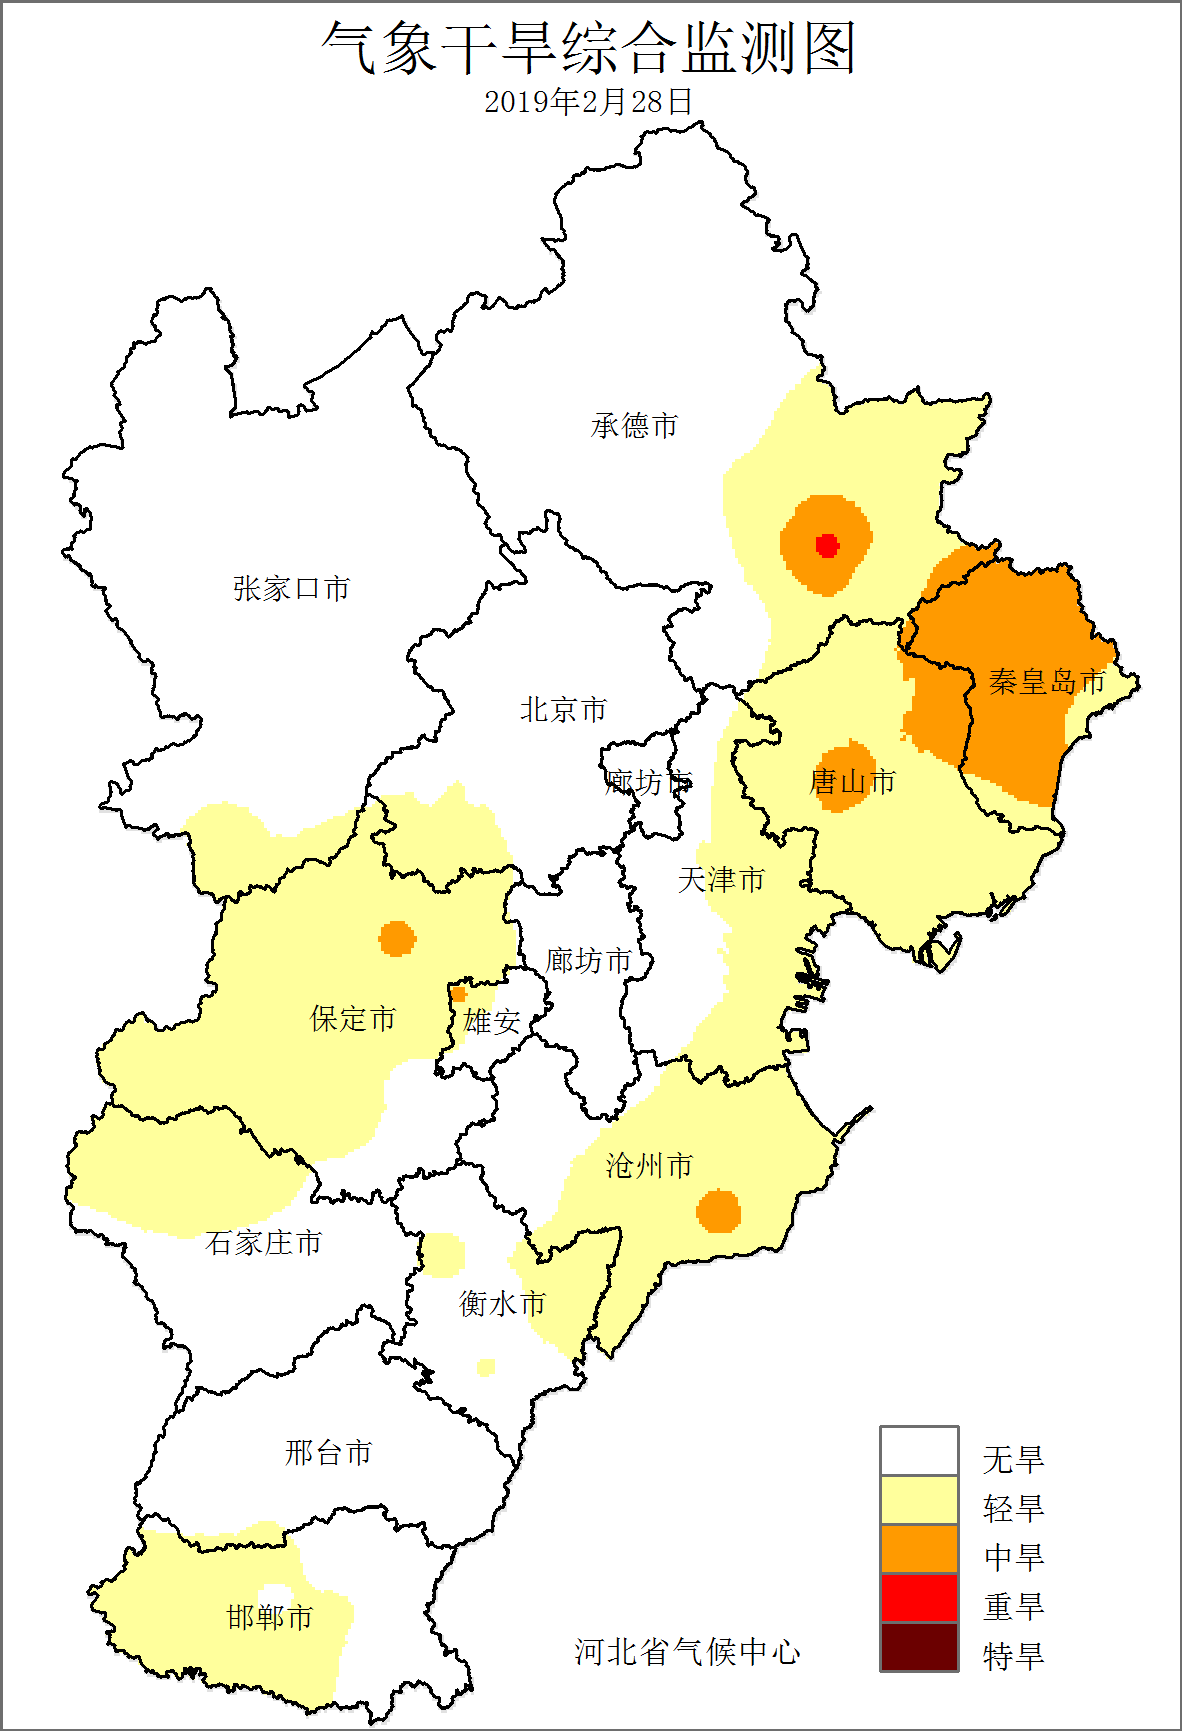 气象干旱综合监测图
2019年2月28日
承德市
张家口市
秦皇岛市
北京市
廊坊市
唐山市
天津市
廊坊市
保定市
雄安
沧州市
石家庄市
衡水市
邢台市
邯郸市
河北省气候中心
无旱
轻旱
中旱
重旱
特旱